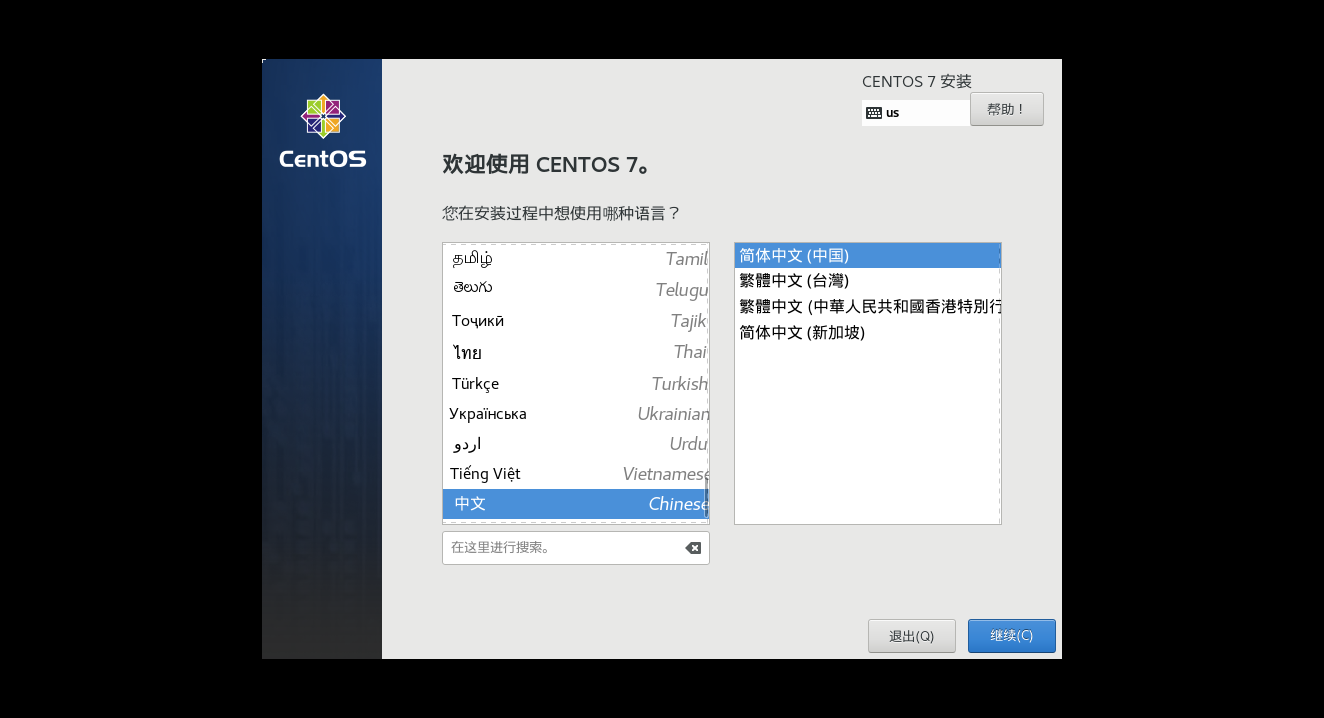 CentOS
CENTOS 7 安装
us
帮助！
欢迎使用 CENTOS 7。
您在安装过程中想使用哪种语言？
தமிழ் Tamil
తెలుగు Telugu
Тоҷикӣ Tajik
ไทย Thai
Türkçe Turkish
Українська Ukrainian
اردو Urdu
Tiếng Việt Vietnamese
中文 Chinese
简体中文 (中国)
繁體中文 (台灣)
繁體中文 (中華人民共和國香港特別行
简体中文 (新加坡)
在这里进行搜索。
退出(Q)
继续(C)